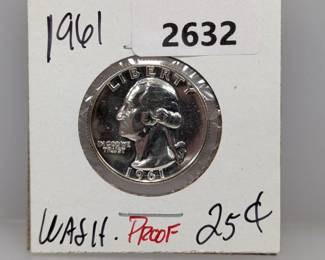 1961
2632
LIBERTY
IN GOD WE
TRUST
1961
WASH. PROOF 25¢